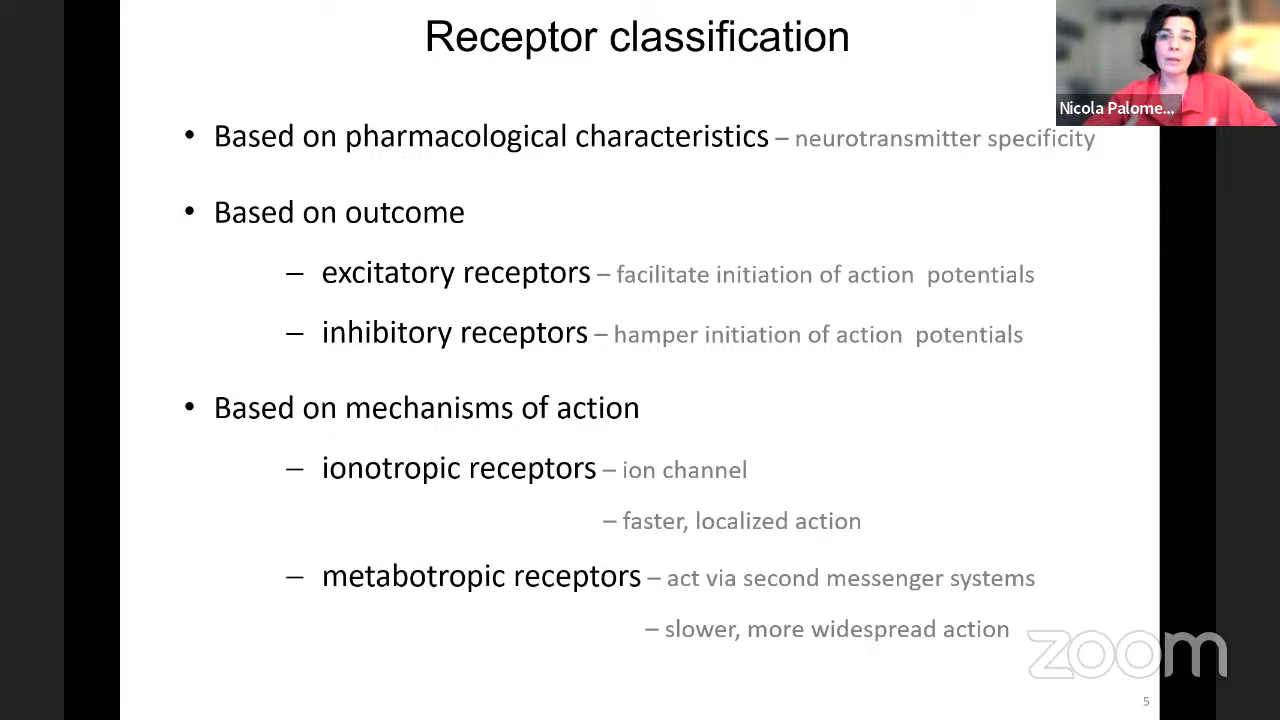 Receptor classification
Nicola Palome...
• Based on pharmacological characteristics – neurotransmitter specificity
• Based on outcome
– excitatory receptors – facilitate initiation of action potentials
– inhibitory receptors – hamper initiation of action potentials
• Based on mechanisms of action
– ionotropic receptors – ion channel
– faster, localized action
– metabotropic receptors – act via second messenger systems
– slower, more widespread action
zoom
5